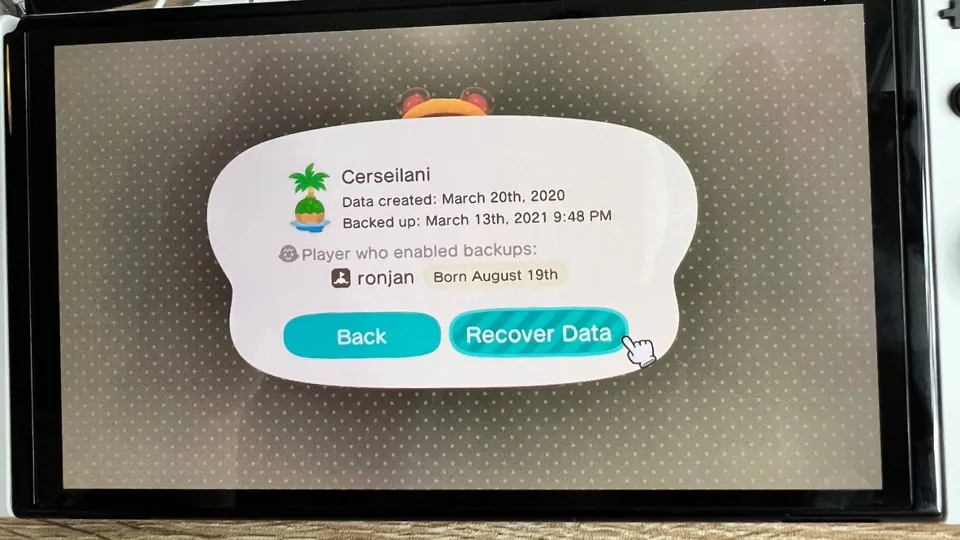 Cerseilani
Data created: March 20th, 2020
Backed up: March 13th, 2021 9:48 PM
Player who enabled backups:
ronjan Born August 19th
Back Recover Data